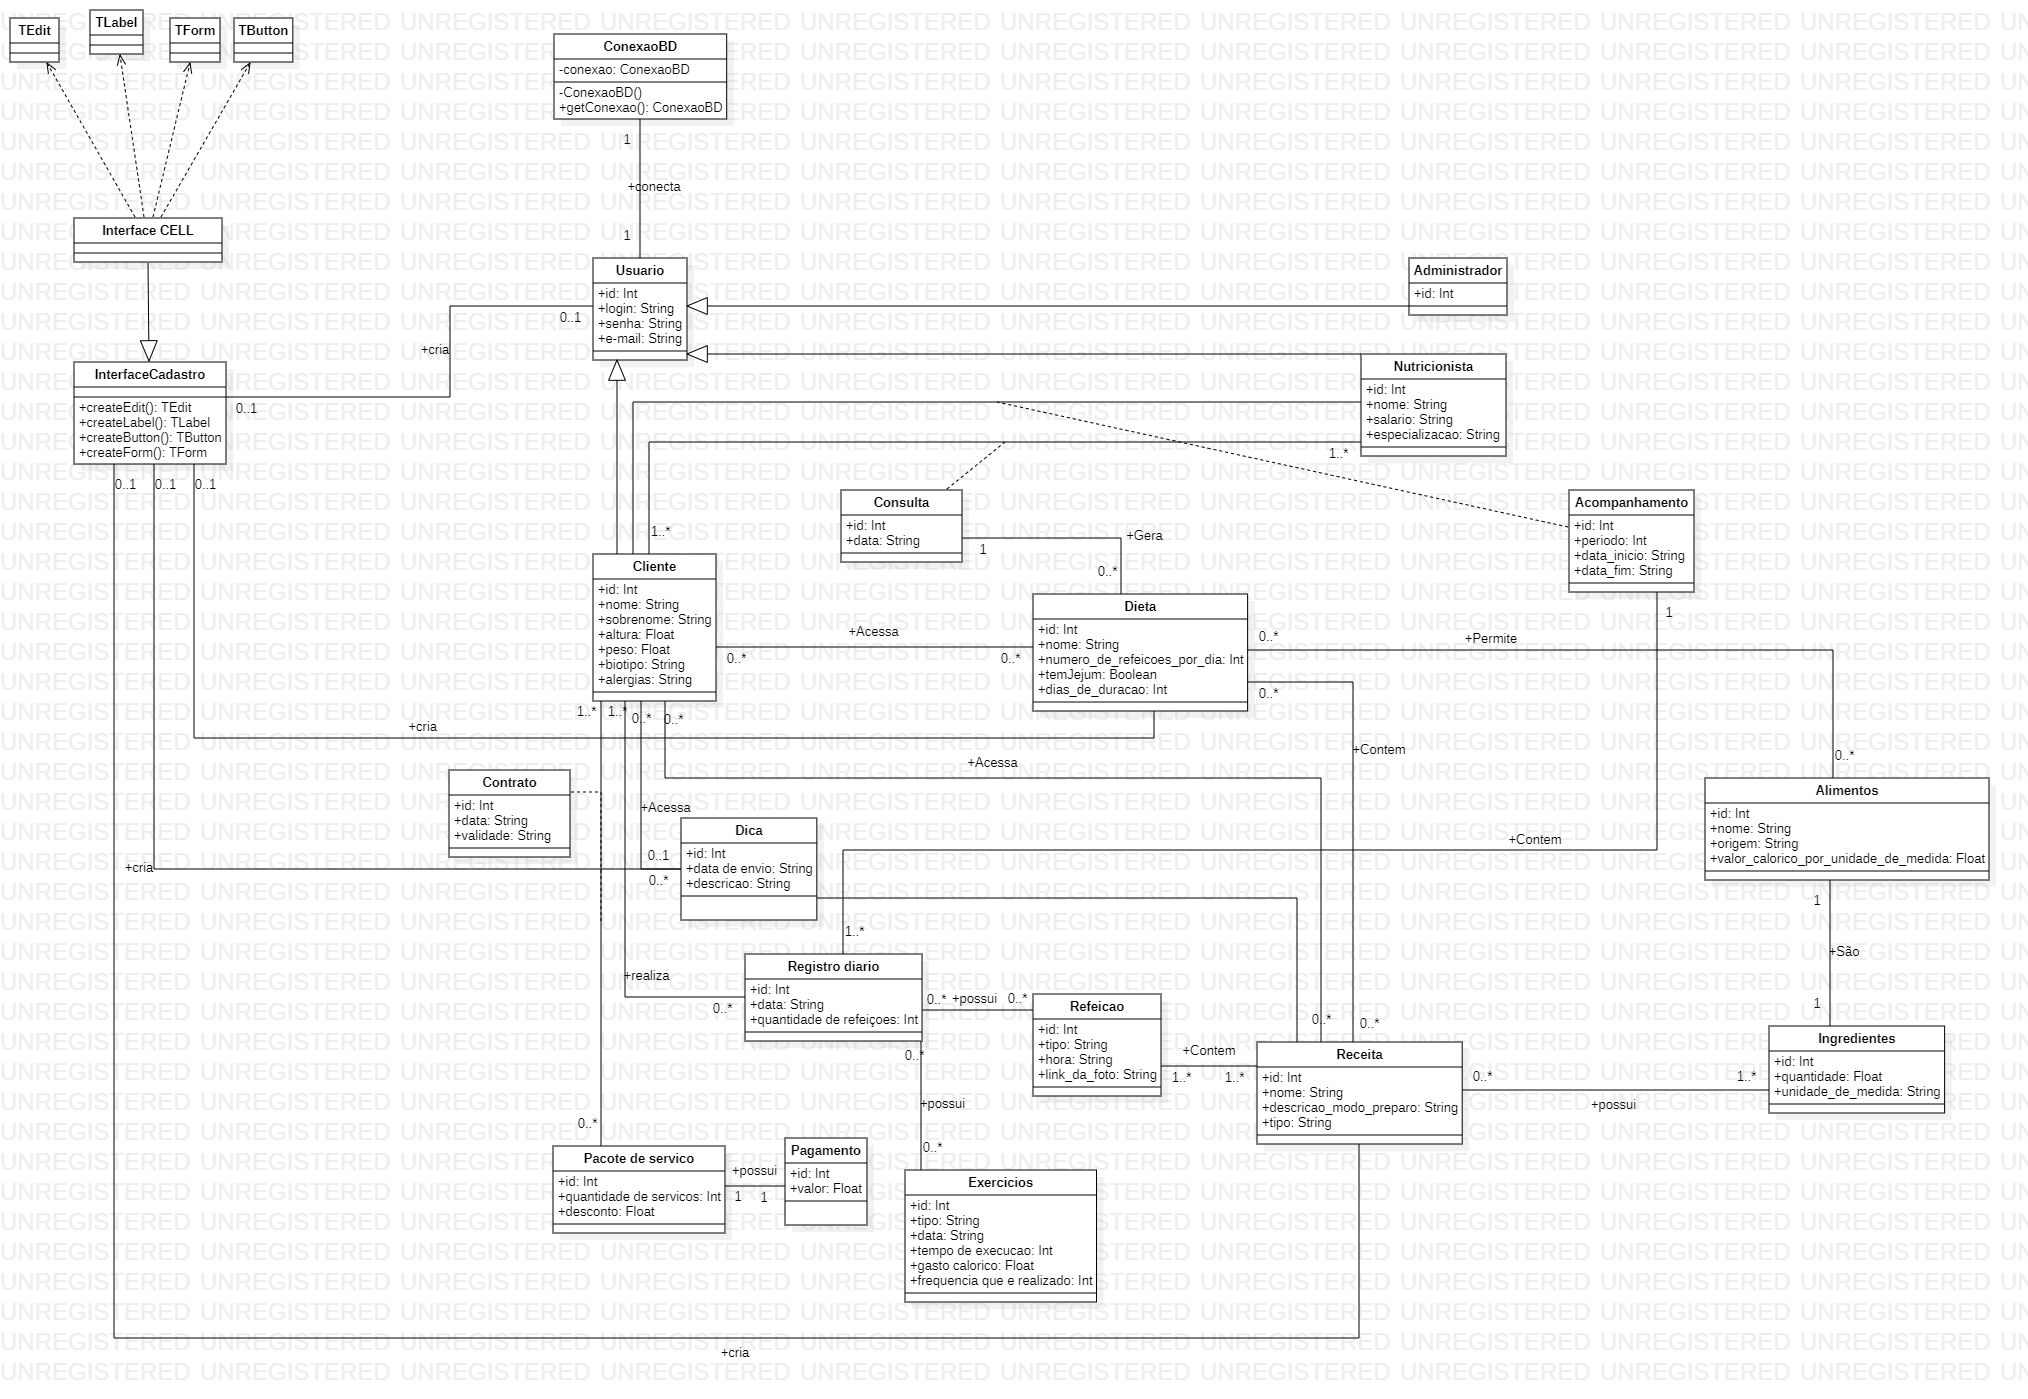 TEdit
TLabel
TForm
TButton
ConexaoBD
-conexao: ConexaoBD
-ConexaoBD()
+getConexao(): ConexaoBD
1
+conecta
1
Interface CELL
Usuario
+id: Int
+login: String
+senha: String
+e-mail: String
Administrador
+id: Int
0..1
+cria
0..1
InterfaceCadastro
+createEdit(): TEdit
+createLabel(): TLabel
+createButton(): TButton
+createForm(): TForm
0..1
0..1
0..1
Nutricionista
+id: Int
+nome: String
+salario: String
+especializacao: String
1..*
1..*
Consulta
+id: Int
+data: String
1
+Gera
0..*
Acompanhamento
+id: Int
+periodo: Int
+data_inicio: String
+data_fim: String
1
Cliente
+id: Int
+nome: String
+sobrenome: String
+altura: Float
+peso: Float
+biotipo: String
+alergias: String
+Acessa
0..*
0..*
Dieta
+id: Int
+nome: String
+numero_de_refeicoes_por_dia: Int
+temJejum: Boolean
+dias_de_duracao: Int
0..*
+Permite
0..*
0..*
1..*
1..*
0..*
0..*
+cria
+Contem
+Acessa
Contrato
+id: Int
+data: String
+validade: String
+Acessa
0..1
0..*
+cria
Dica
+id: Int
+data de envio: String
+descricao: String
Alimentos
+id: Int
+nome: String
+origem: String
+valor_calorico_por_unidade_de_medida: Float
+Contem
1..*
1
+São
1
Registro diario
+id: Int
+data: String
+quantidade de refeiçoes: Int
+realiza
0..*
0..*
+possui
0..*
Refeicao
+id: Int
+tipo: String
+hora: String
+link_da_foto: String
+Contem
1..*
1..*
0..*
0..*
Receita
+id: Int
+nome: String
+descricao_modo_preparo: String
+tipo: String
0..*
+possui
1..*
Ingredientes
+id: Int
+quantidade: Float
+unidade_de_medida: String
0..*
+possui
0..*
0..*
Pacote de servico
+id: Int
+quantidade de servicos: Int
+desconto: Float
+possui
1
1
Pagamento
+id: Int
+valor: Float
Exercicios
+id: Int
+tipo: String
+data: String
+tempo de execucao: Int
+gasto calorico: Float
+frequencia que e realizado: Int
+cria
UNREGISTERED